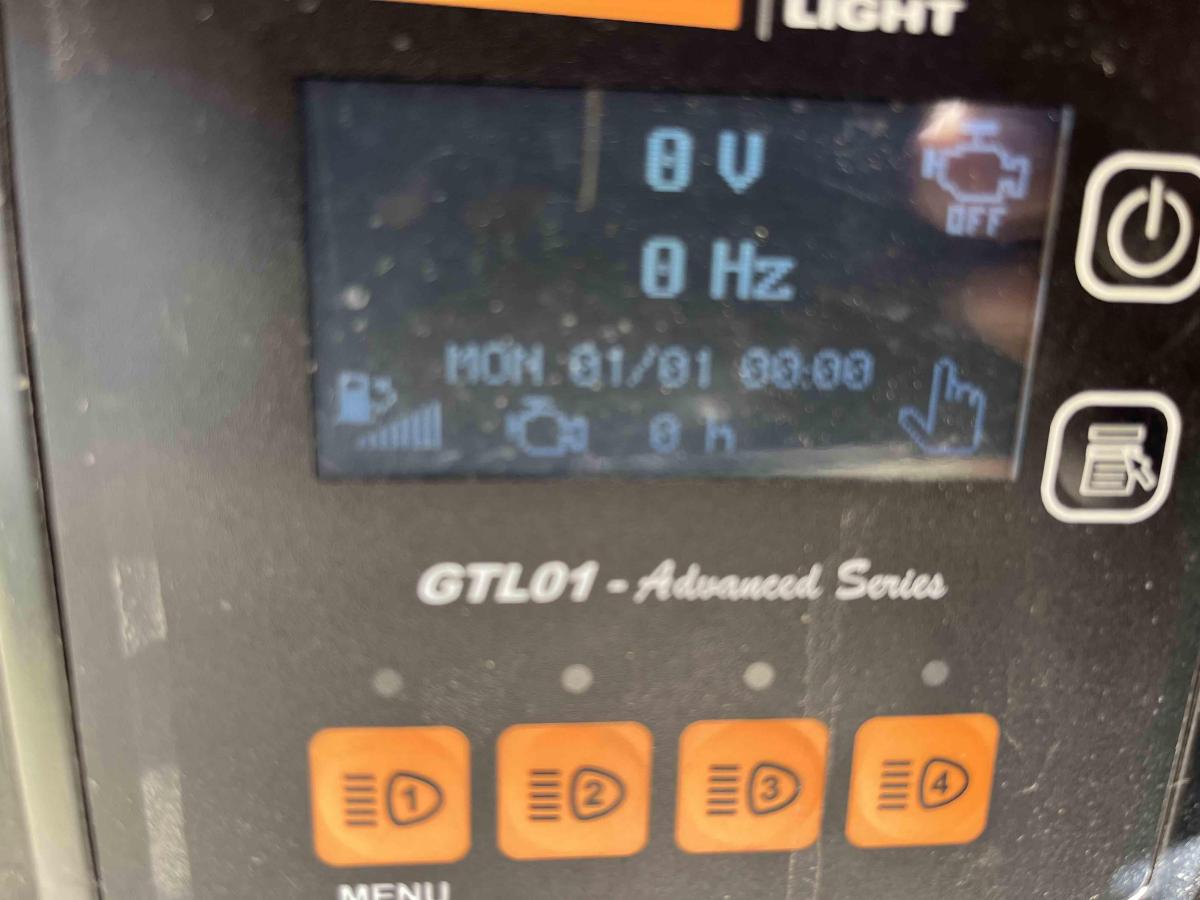 LIGHT
0 V
OFF
0 Hz
MON 01/01 00:00
0 h
GTL01 - Advanced Series
1 2 3 4
MENU